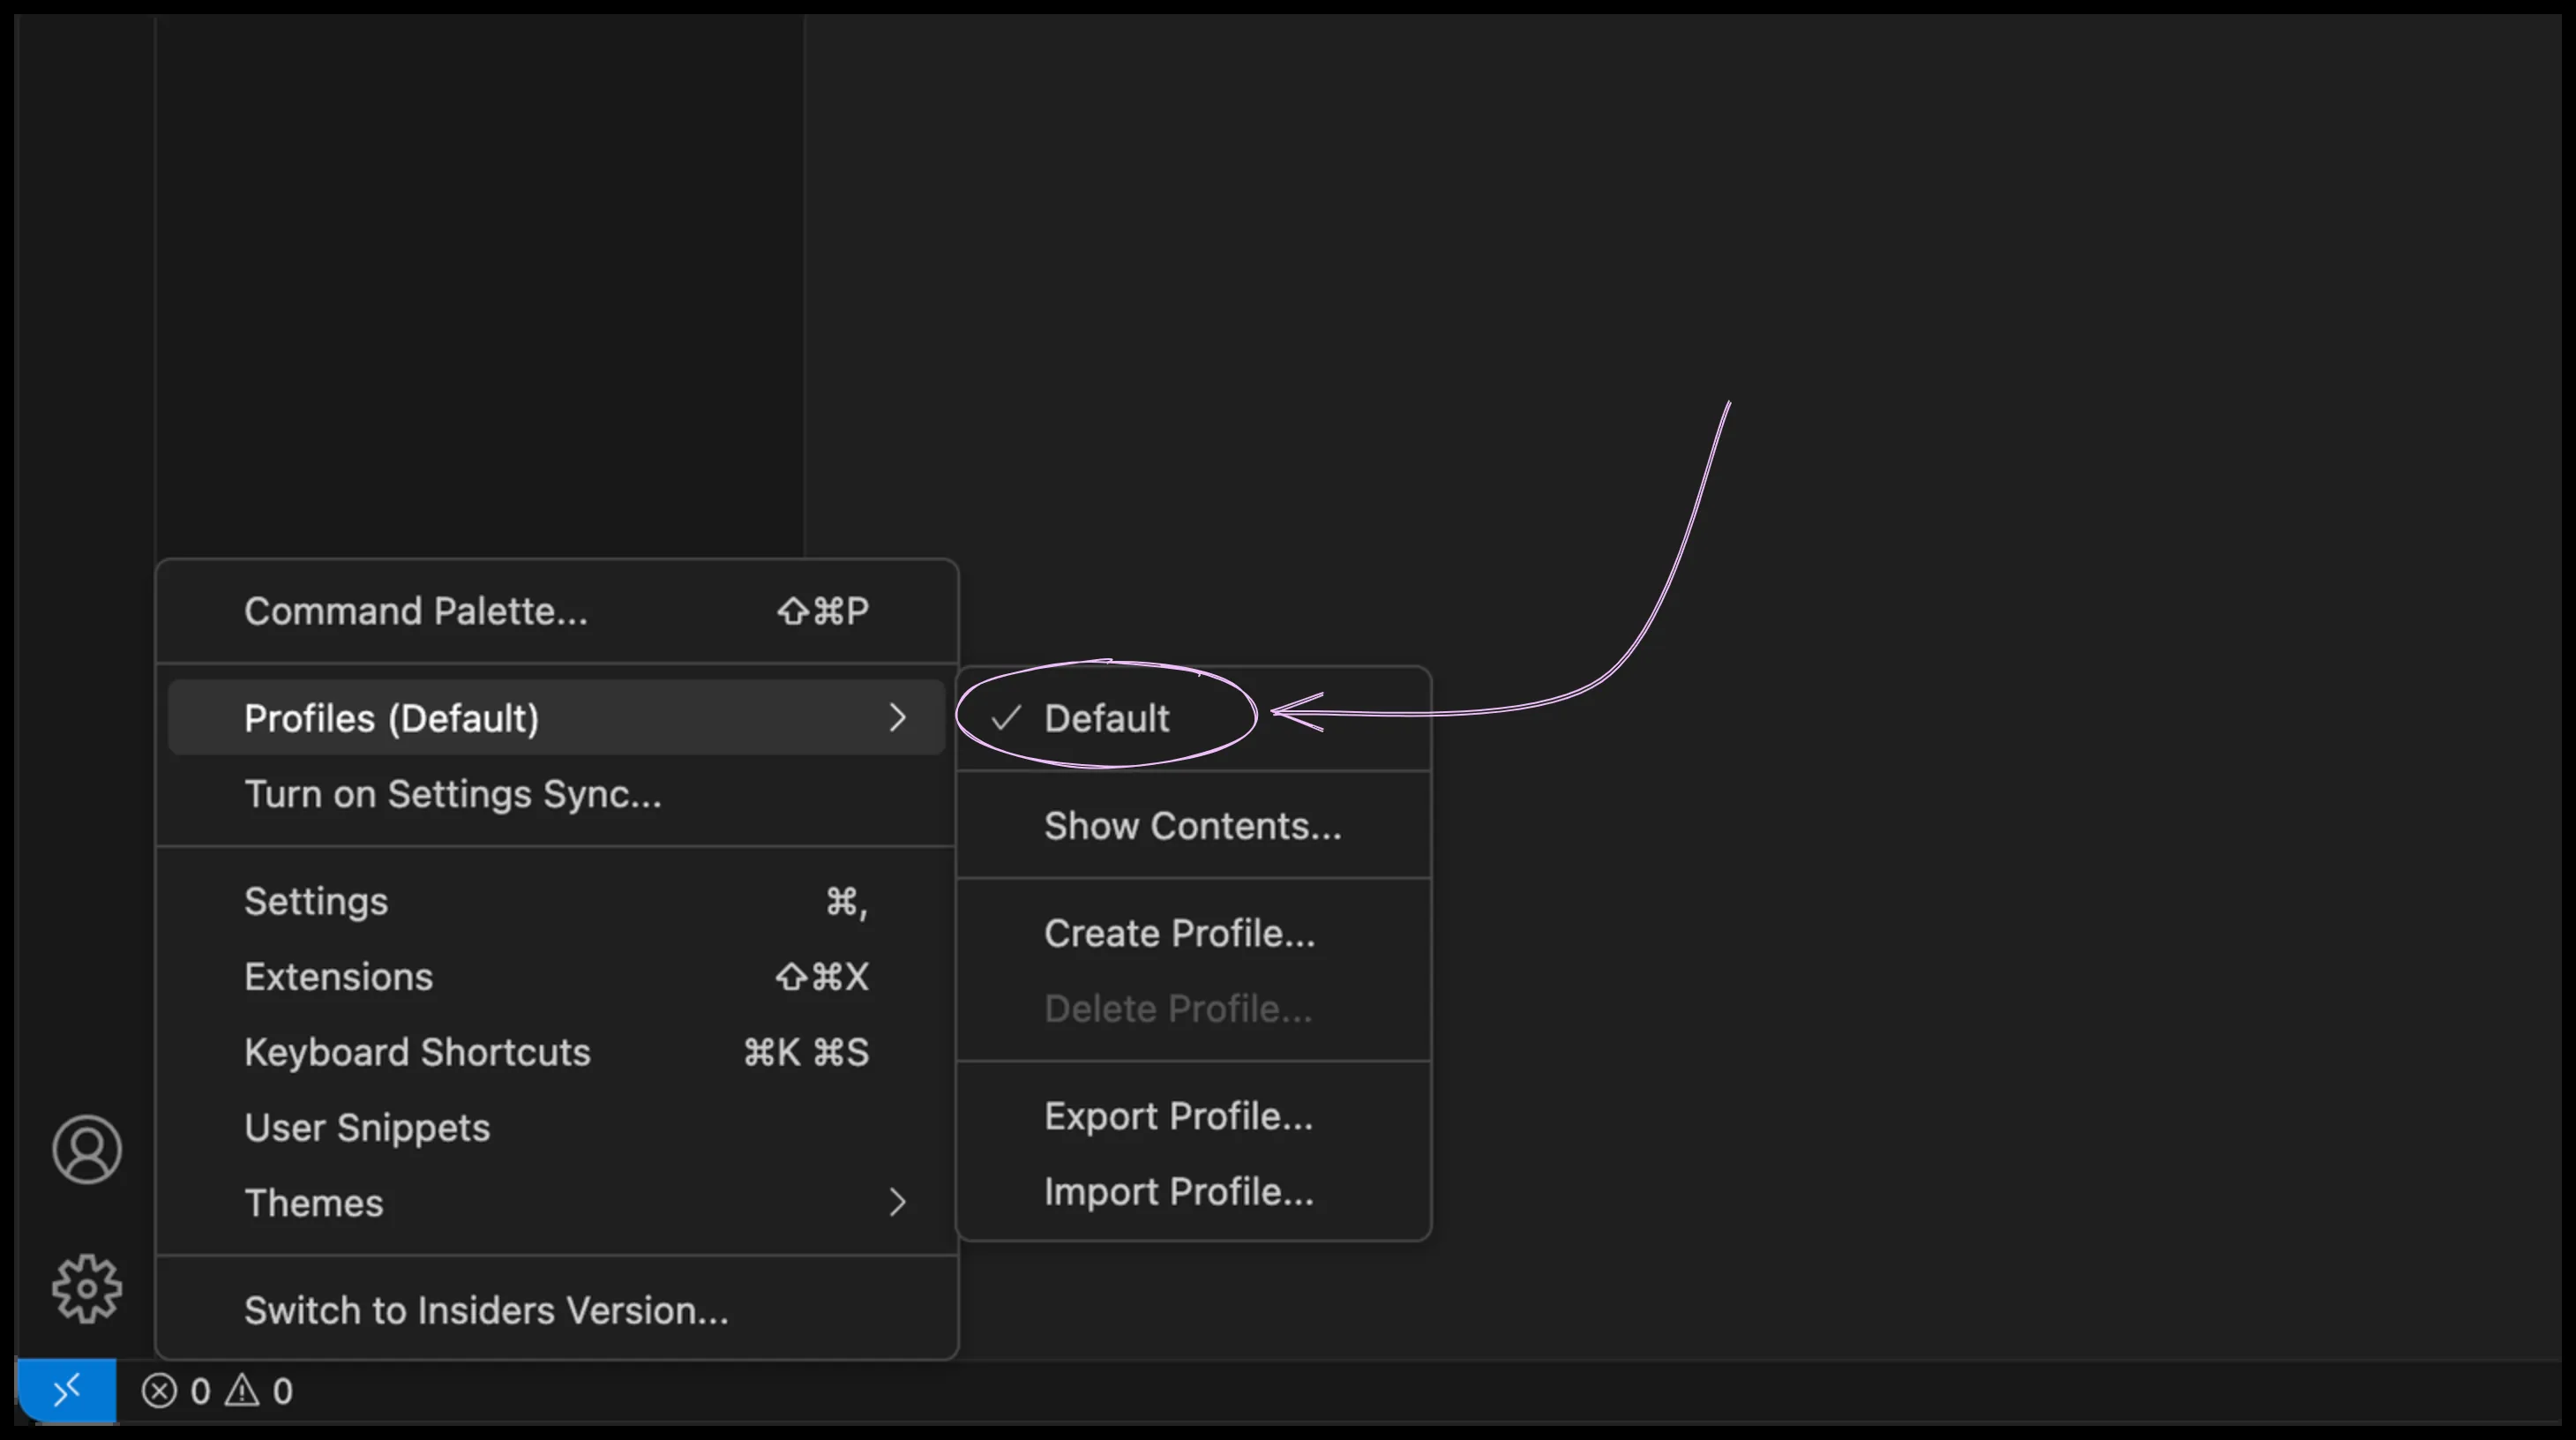 Command Palette... ⇧⌘P
Profiles (Default)
Turn on Settings Sync...
Settings ⌘,
Extensions ⇧⌘X
Keyboard Shortcuts ⌘K ⌘S
User Snippets
Themes
Switch to Insiders Version...
Default
Show Contents...
Create Profile...
Delete Profile...
Export Profile...
Import Profile...
0 0